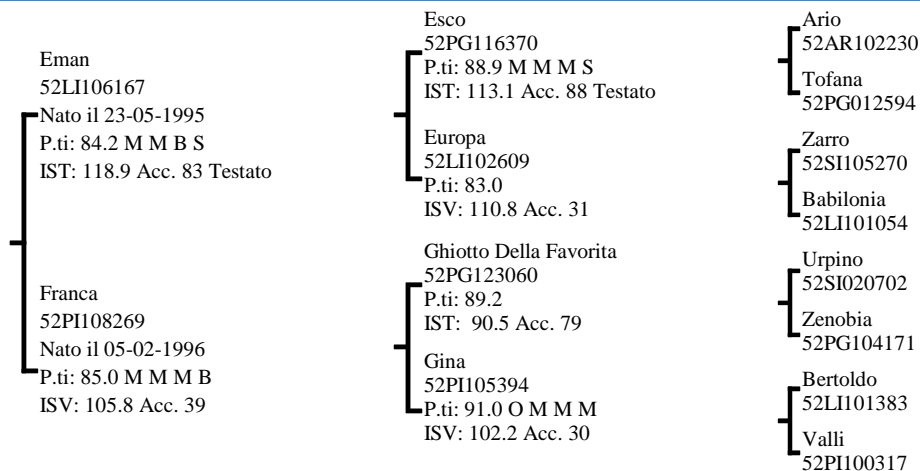 Eman
52LI106167
Nato il 23-05-1995
P.ti: 84.2 M M B S
IST: 118.9 Acc. 83 Testato
Franca
52PI108269
Nato il 05-02-1996
P.ti: 85.0 M M M B
ISV: 105.8 Acc. 39
Esco
52PG116370
P.ti: 88.9 M M M S
IST: 113.1 Acc. 88 Testato
Europa
52LI102609
P.ti: 83.0
ISV: 110.8 Acc. 31
Ghiotto Della Favorita
52PG123060
P.ti: 89.2
IST: 90.5 Acc. 79
Gina
52PI105394
P.ti: 91.0 O M M M
ISV: 102.2 Acc. 30
Ario
52AR102230
Tofana
52PG012594
Zarro
52SI105270
Babilonia
52LI101054
Urpino
52SI020702
Zenobia
52PG104171
Bertoldo
52LI101383
Valli
52PI100317